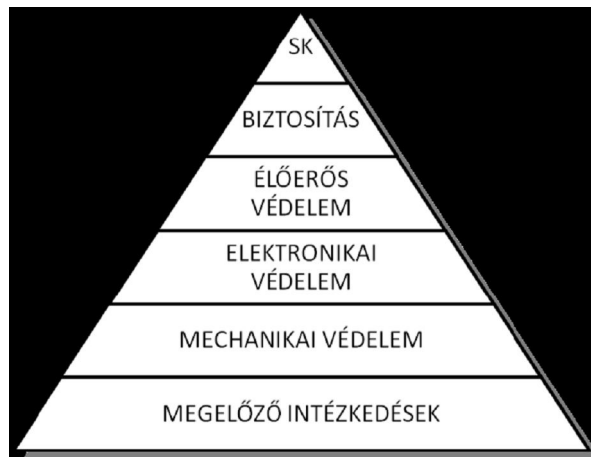 SK
BIZTOSÍTÁS
ÉLŐERŐS
VÉDELEM
ELEKTRONIKAI
VÉDELEM
MECHANIKAI VÉDELEM
MEGELŐZŐ INTÉZKEDÉSEK